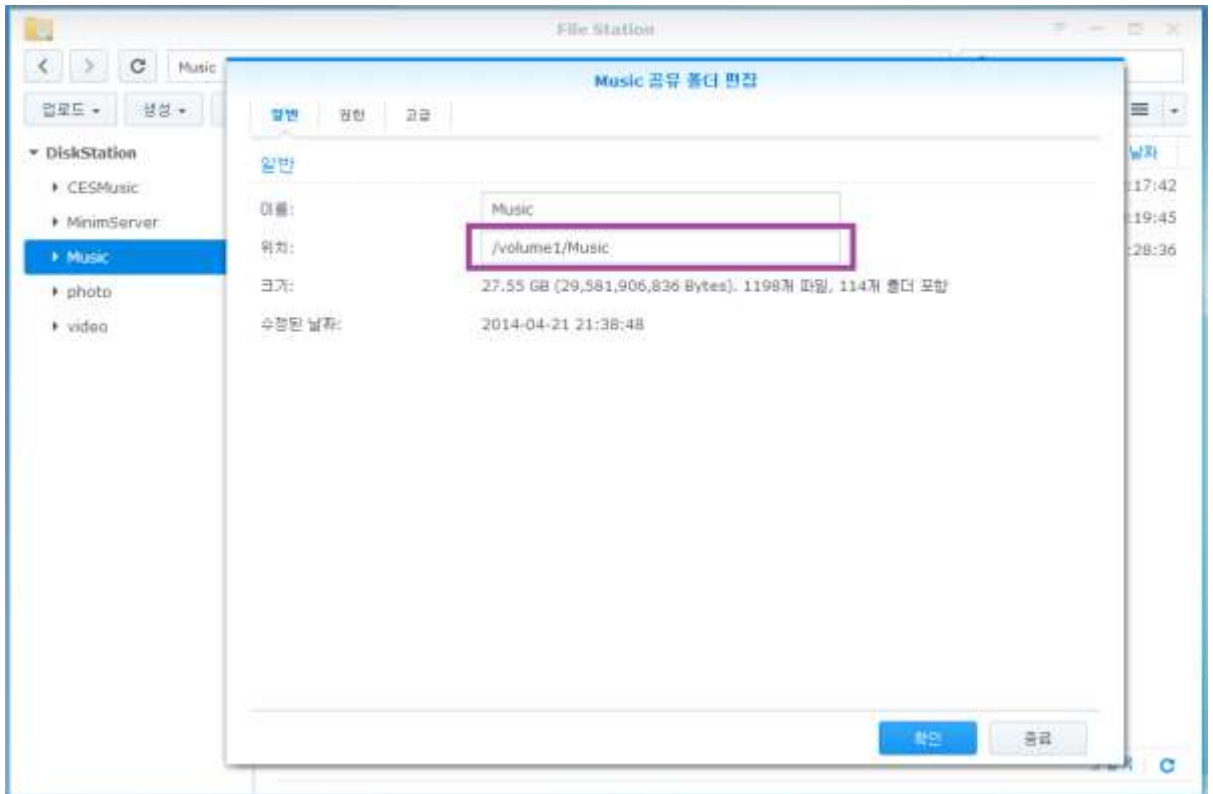 File Station
Music
Music 공유 폴더 편집
업로드 생성
일반 권한 고급
DiskStation
일반
날짜
CESMusic
:17:42
이름: Music
MinimServer
:19:45
위치: /volume1/Music
Music
:28:36
크기: 27.55 GB (29,581,906,836 Bytes). 1198개 파일, 114개 폴더 포함
photo
수정된 날짜: 2014-04-21 21:38:48
video
확인 종료